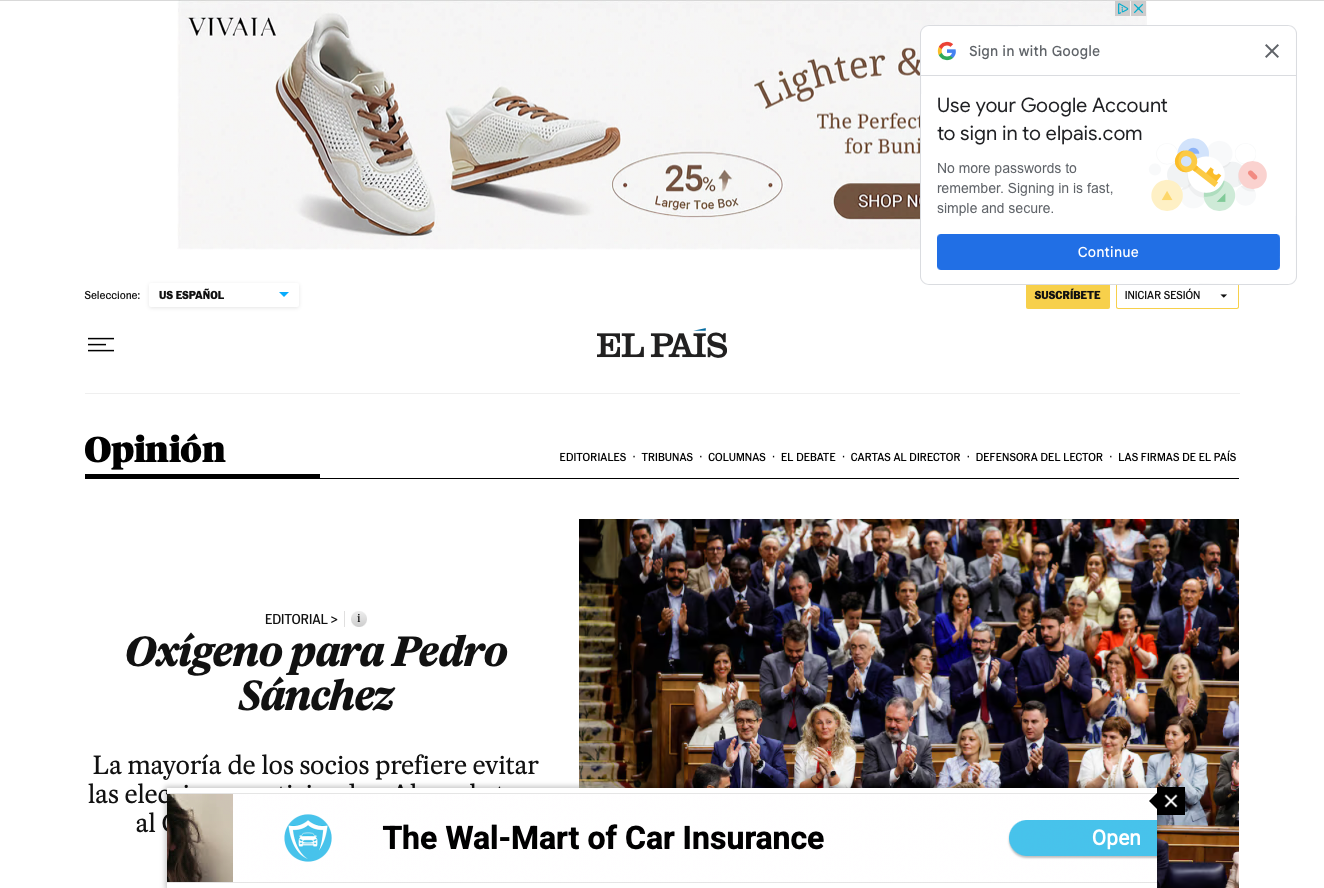 VIVAIA
Lighter &
The Perfect
for Buni
25%
Larger Toe Box
SHOP NO
Sign in with Google
Use your Google Account
to sign in to elpais.com
No more passwords to
remember. Signing in is fast,
simple and secure.
Continue
Seleccione:
US ESPAÑOL
SUSCRÍBETE
INICIAR SESIÓN
EL PAÍS
Opinión
EDITORIALES · TRIBUNAS · COLUMNAS · EL DEBATE · CARTAS AL DIRECTOR · DEFENSORA DEL LECTOR · LAS FIRMAS DE EL PAÍS
EDITORIAL >
i
Oxígeno para Pedro
Sánchez
La mayoría de los socios prefiere evitar
las
al
The Wal-Mart of Car Insurance
Open